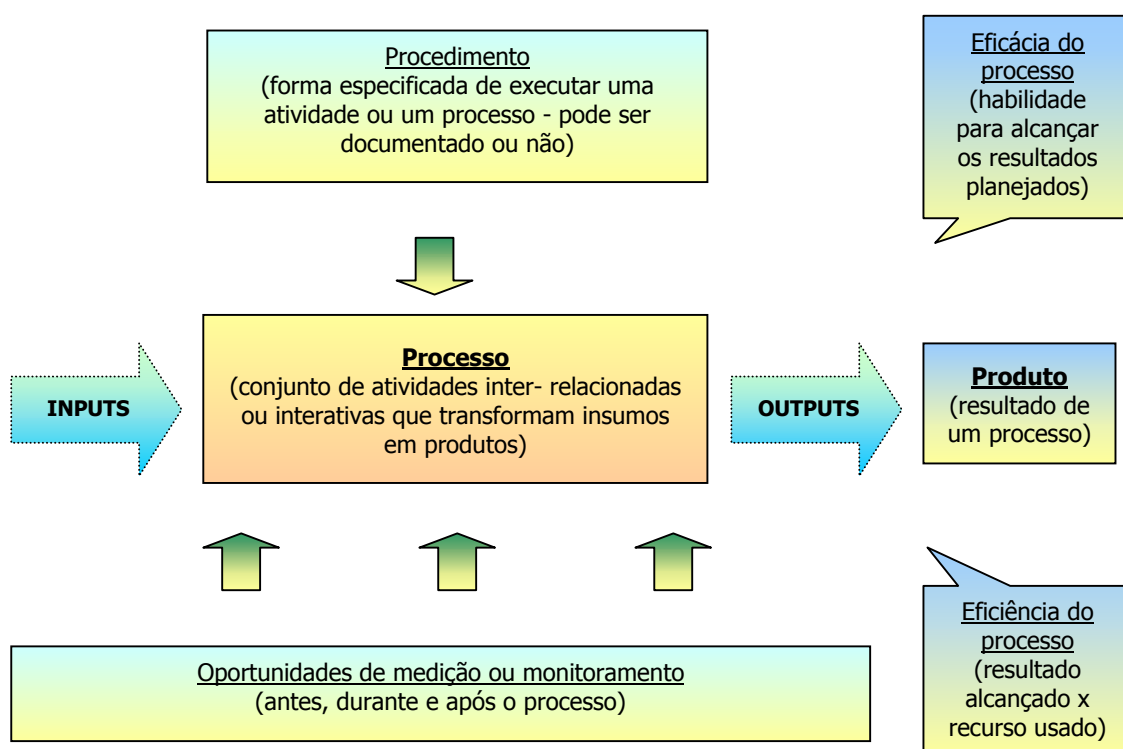 Procedimento
(forma especificada de executar uma
atividade ou um processo - pode ser
documentado ou não)
Eficácia do
processo
(habilidade
para alcançar
os resultados
planejados)
INPUTS
Processo
(conjunto de atividades inter- relacionadas
ou interativas que transformam insumos
em produtos)
OUTPUTS
Produto
(resultado de
um processo)
Oportunidades de medição ou monitoramento
(antes, durante e após o processo)
Eficiência do
processo
(resultado
alcançado x
recurso usado)